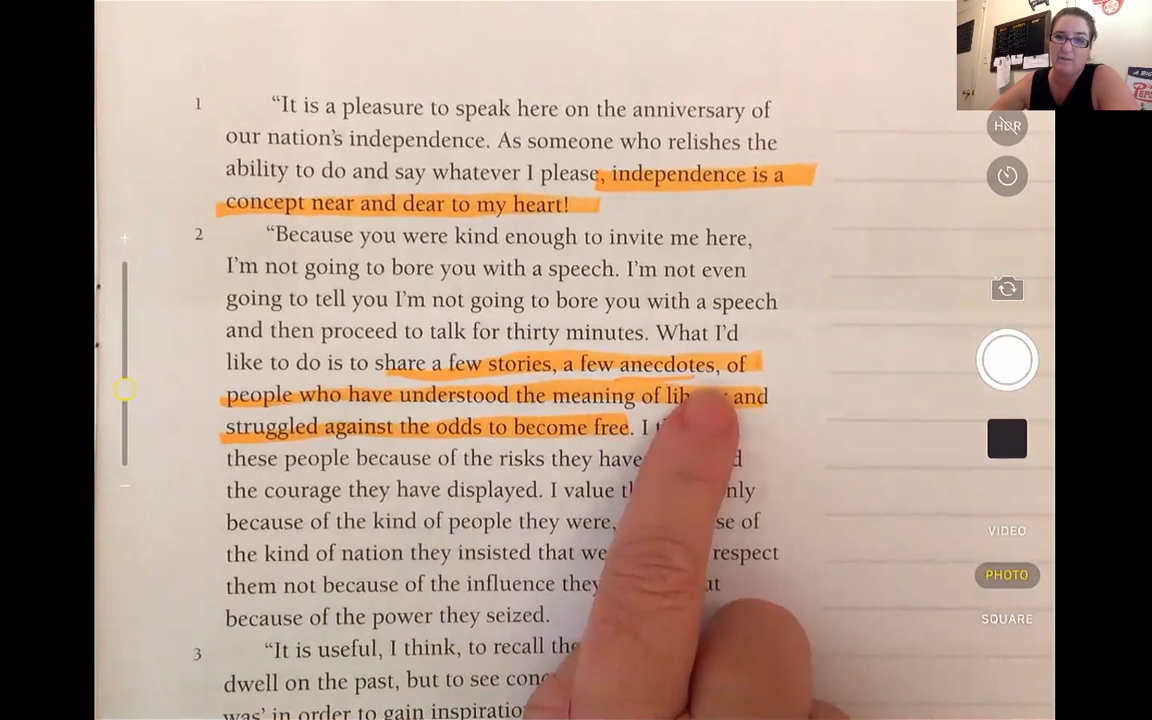 1 "It is a pleasure to speak here on the anniversary of
our nation's independence. As someone who relishes the
ability to do and say whatever I please, independence is a
concept near and dear to my heart!
2 "Because you were kind enough to invite me here,
I'm not going to bore you with a speech. I'm not even
going to tell you I'm not going to bore you with a speech
and then proceed to talk for thirty minutes. What I'd
like to do is to share a few stories, a few anecdotes, of
people who have understood the meaning of and
struggled against the odds to become free. I
these people because of the risks they have
the courage they have displayed. I value
because of the kind of people they were, of
the kind of nation they insisted that we respect
them not because of the influence they
because of the power they seized.
3 "It is useful, I think, to recall
dwell on the past, but to see
was' in order to gain
HDR
VIDEO
PHOTO
SQUARE
A BIG
PEPS